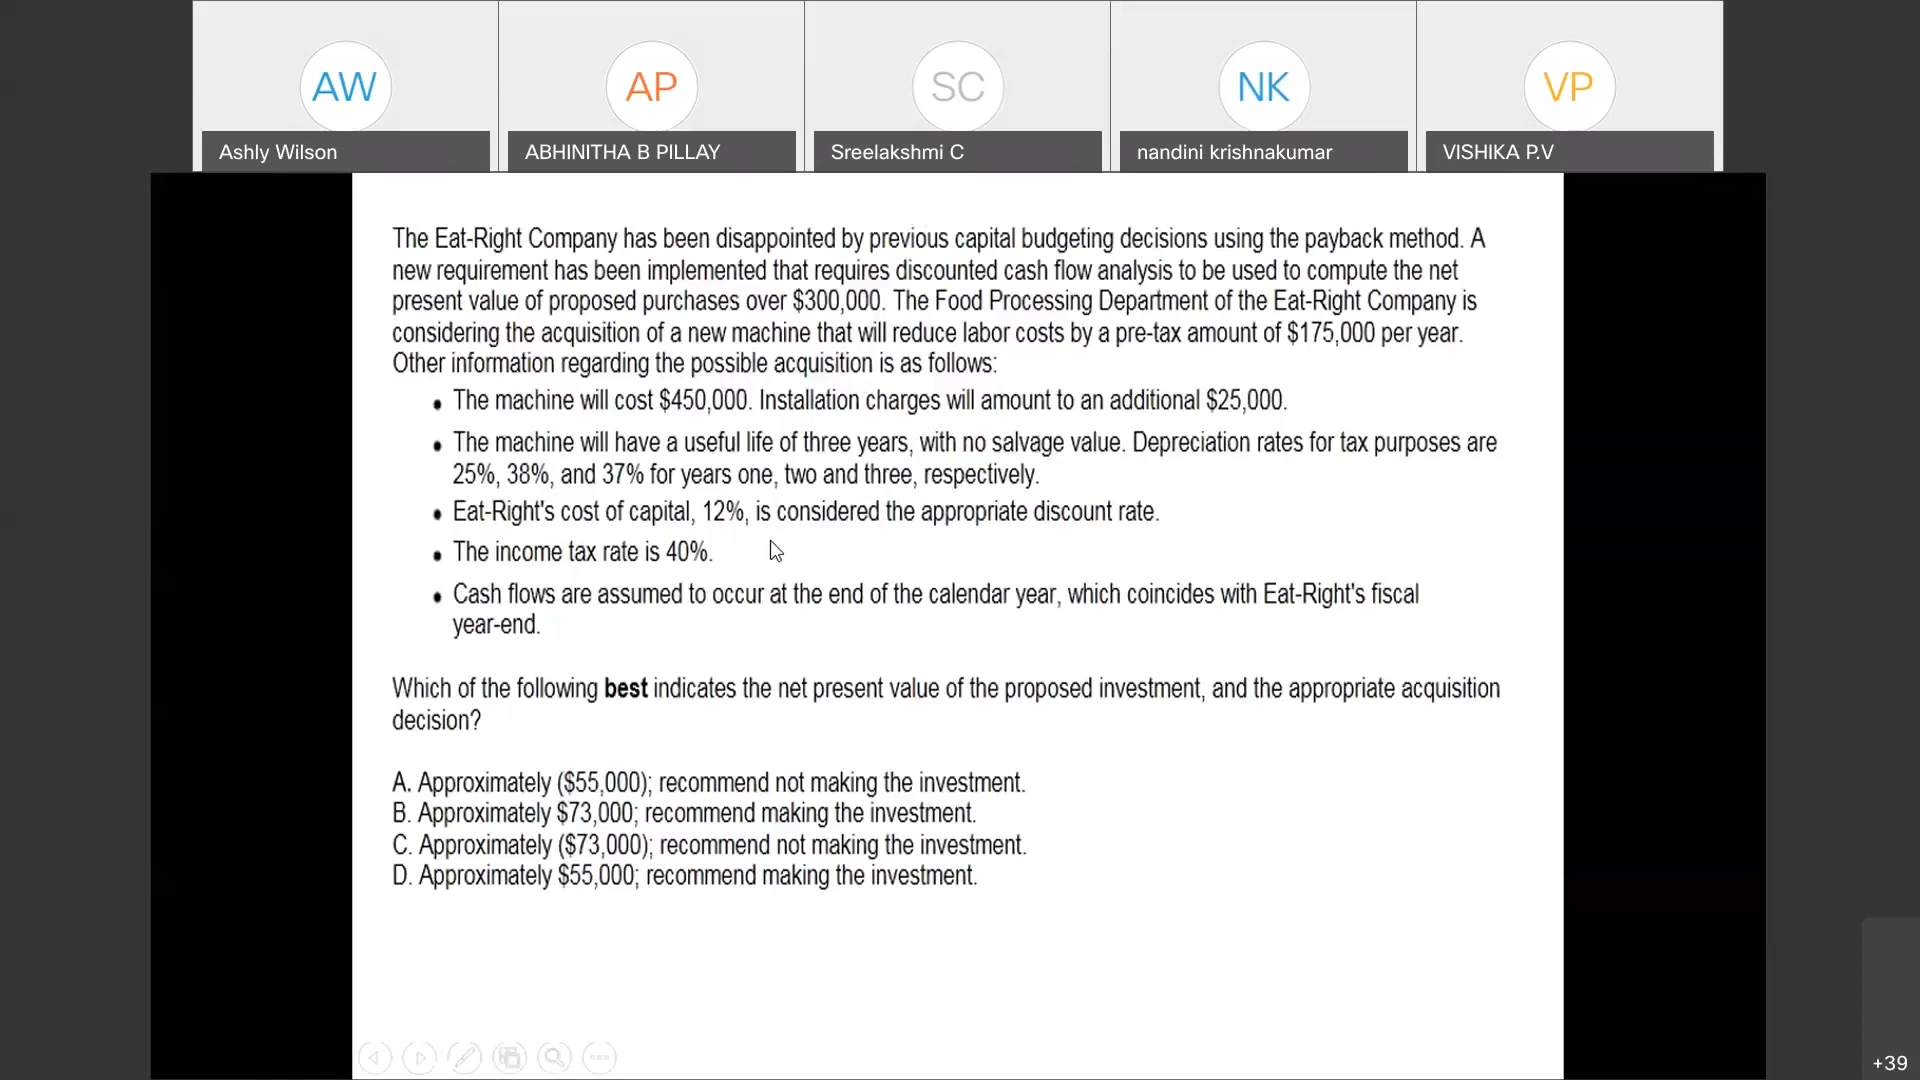 AW
AP
SC
NK
VP
Ashly Wilson
ABHINITHA B PILLAY
Sreelakshmi C
nandini krishnakumar
VISHIKA P.V
The Eat-Right Company has been disappointed by previous capital budgeting decisions using the payback method. A
new requirement has been implemented that requires discounted cash flow analysis to be used to compute the net
present value of proposed purchases over $300,000. The Food Processing Department of the Eat-Right Company is
considering the acquisition of a new machine that will reduce labor costs by a pre-tax amount of $175,000 per year.
Other information regarding the possible acquisition is as follows:
• The machine will cost $450,000. Installation charges will amount to an additional $25,000.
• The machine will have a useful life of three years, with no salvage value. Depreciation rates for tax purposes are
25%, 38%, and 37% for years one, two and three, respectively.
• Eat-Right's cost of capital, 12%, is considered the appropriate discount rate.
• The income tax rate is 40%.
• Cash flows are assumed to occur at the end of the calendar year, which coincides with Eat-Right's fiscal
year-end.
Which of the following best indicates the net present value of the proposed investment, and the appropriate acquisition
decision?
A. Approximately ($55,000); recommend not making the investment.
B. Approximately $73,000; recommend making the investment.
C. Approximately ($73,000); recommend not making the investment.
D. Approximately $55,000; recommend making the investment.
+39